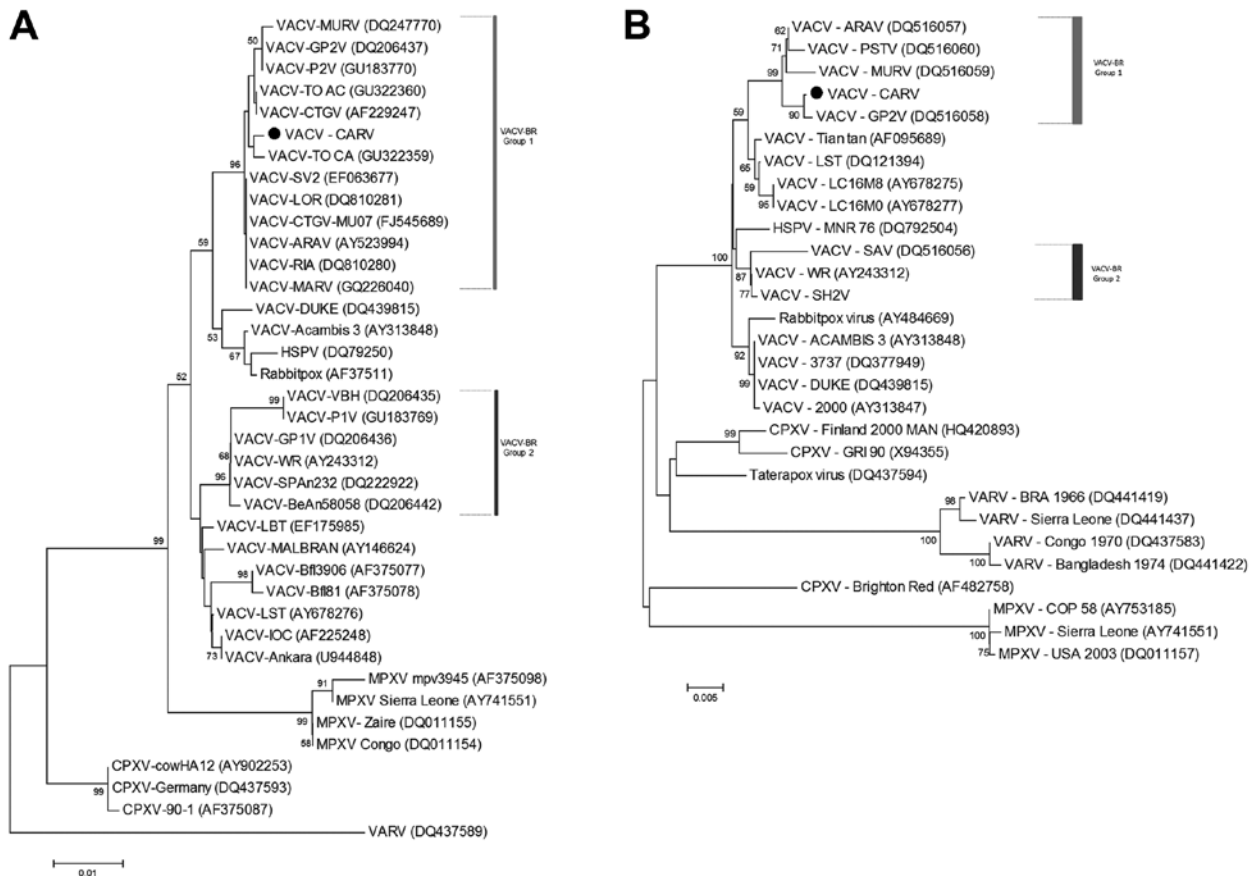 A
VACV-MURV (DQ247770)
50
VACV-GP2V (DQ206437)
VACV-P2V (GU183770)
VACV-TO AC (GU322360)
VACV-CTGV (AF229247)
VACV - CARV
VACV-TO CA (GU322359)
96
VACV-SV2 (EF063677)
VACV-LOR (DQ810281)
VACV-CTGV-MU07 (FJ545689)
VACV-ARAV (AY523994)
59
VACV-RIA (DQ810280)
VACV-MARV (GQ226040)
VACV-BR
Group 1
VACV-DUKE (DQ439815)
53
VACV-Acambis 3 (AY313848)
67
HSPV (DQ79250)
Rabbitpox (AF37511)
52
99
VACV-VBH (DQ206435)
VACV-P1V (GU183769)
VACV-GP1V (DQ206436)
68
VACV-WR (AY243312)
96
VACV-SPAn232 (DQ222922)
VACV-BeAn58058 (DQ206442)
VACV-BR
Group 2
VACV-LBT (EF175985)
99
VACV-MALBRAN (AY146624)
98
VACV-Bfl3906 (AF375077)
VACV-Bfl81 (AF375078)
VACV-LST (AY678276)
VACV-IOC (AF225248)
73
VACV-Ankara (U944848)
91
MPXV mpv3945 (AF375098)
MPXV Sierra Leone (AY741551)
99
MPXV- Zaire (DQ011155)
58
MPXV Congo (DQ011154)
CPXV-cowHA12 (AY902253)
99
CPXV-Germany (DQ437593)
CPXV-90-1 (AF375087)
VARV (DQ437589)
0.01
B
62
VACV - ARAV (DQ516057)
71
VACV - PSTV (DQ516060)
99
VACV - MURV (DQ516059)
VACV - CARV
90
VACV - GP2V (DQ516058)
VACV-BR
Group 1
59
VACV - Tian tan (AF095689)
65
VACV - LST (DQ121394)
59
VACV - LC16M8 (AY678275)
95
VACV - LC16M0 (AY678277)
HSPV - MNR 76 (DQ792504)
100
VACV - SAV (DQ516056)
87
VACV - WR (AY243312)
77
VACV - SH2V
VACV-BR
Group 2
Rabbitpox virus (AY484669)
92
VACV - ACAMBIS 3 (AY313848)
VACV - 3737 (DQ377949)
99
VACV - DUKE (DQ439815)
VACV - 2000 (AY313847)
99
CPXV - Finland 2000 MAN (HQ420893)
CPXV - GRI 90 (X94355)
Taterapox virus (DQ437594)
98
VARV - BRA 1966 (DQ441419)
VARV - Sierra Leone (DQ441437)
100
VARV - Congo 1970 (DQ437583)
100
VARV - Bangladesh 1974 (DQ441422)
CPXV - Brighton Red (AF482758)
MPXV - COP 58 (AY753185)
100
MPXV - Sierra Leone (AY741551)
75
MPXV - USA 2003 (DQ011157)
0.005